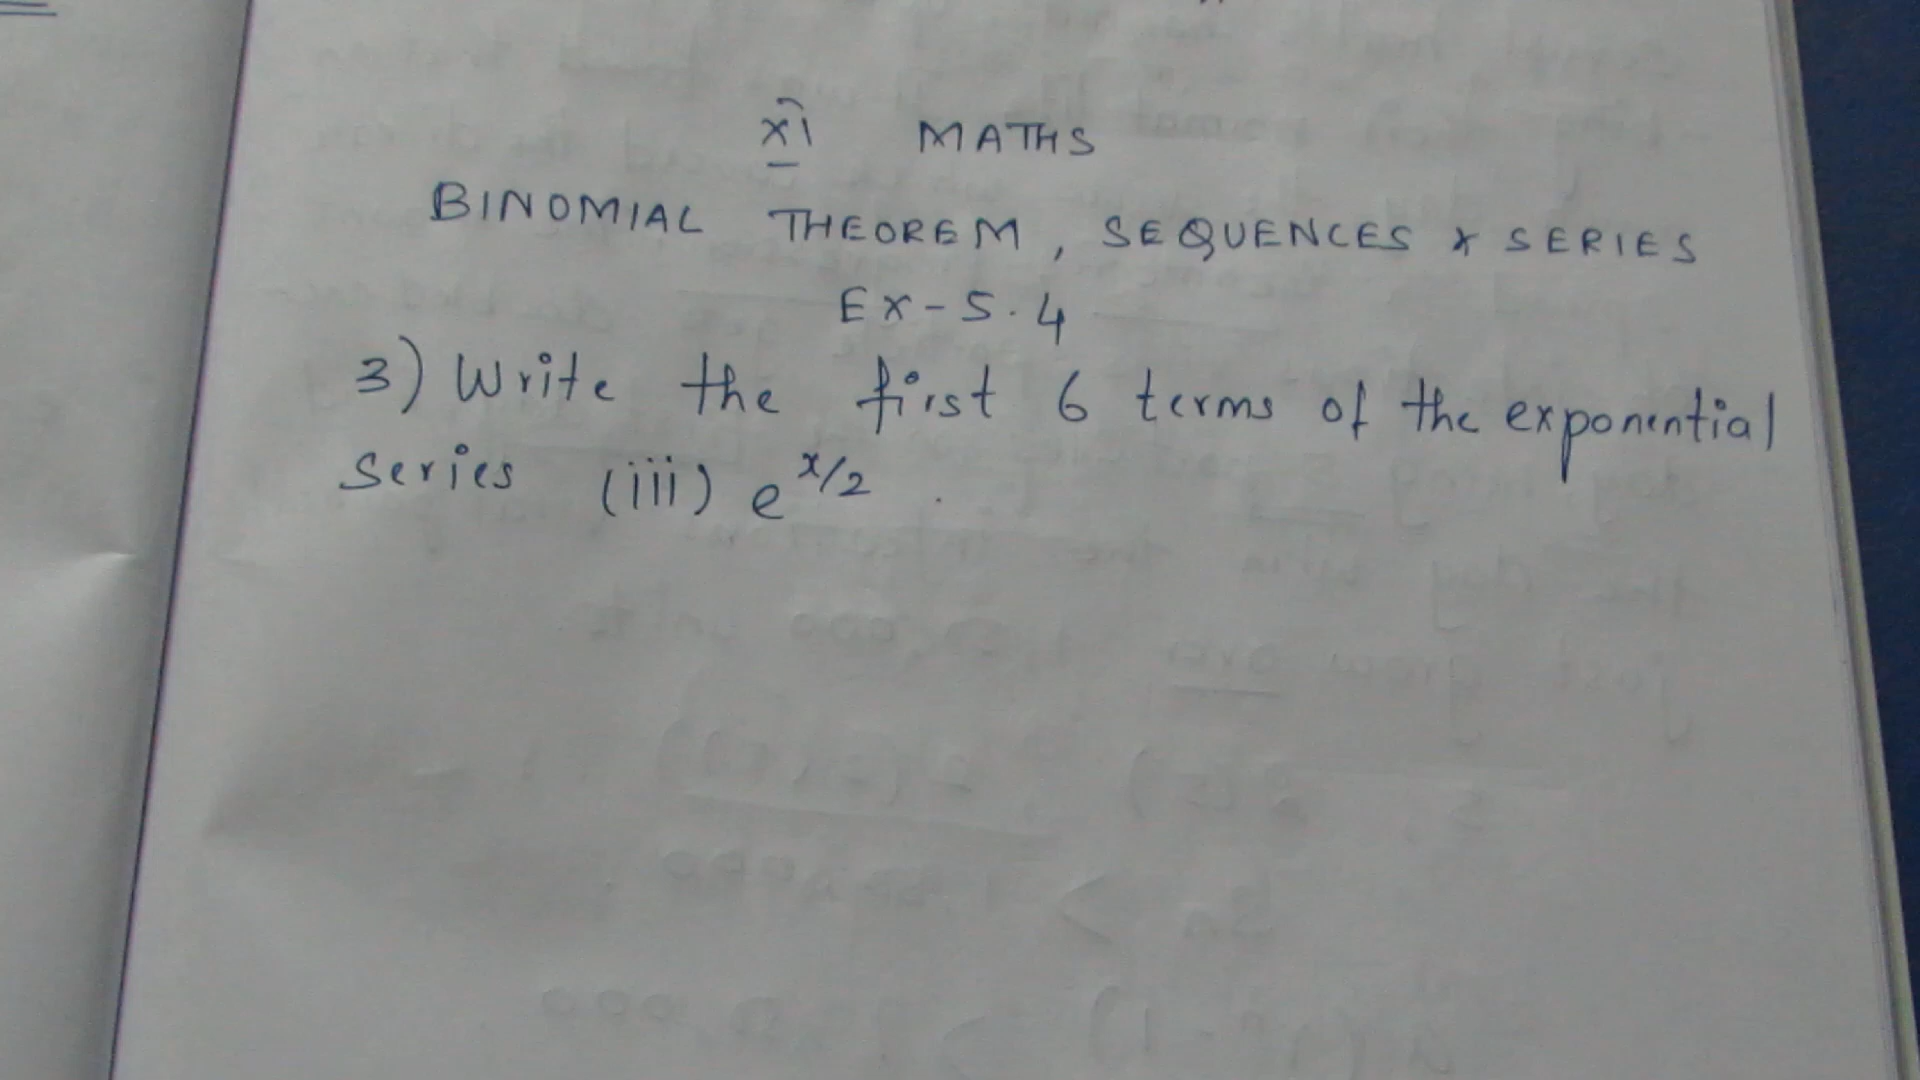 XI MATHS
BINOMIAL THEOREM, SEQUENCES & SERIES
EX-5.4
3) Write the first 6 terms of the exponential
series (iii) e^x/2.